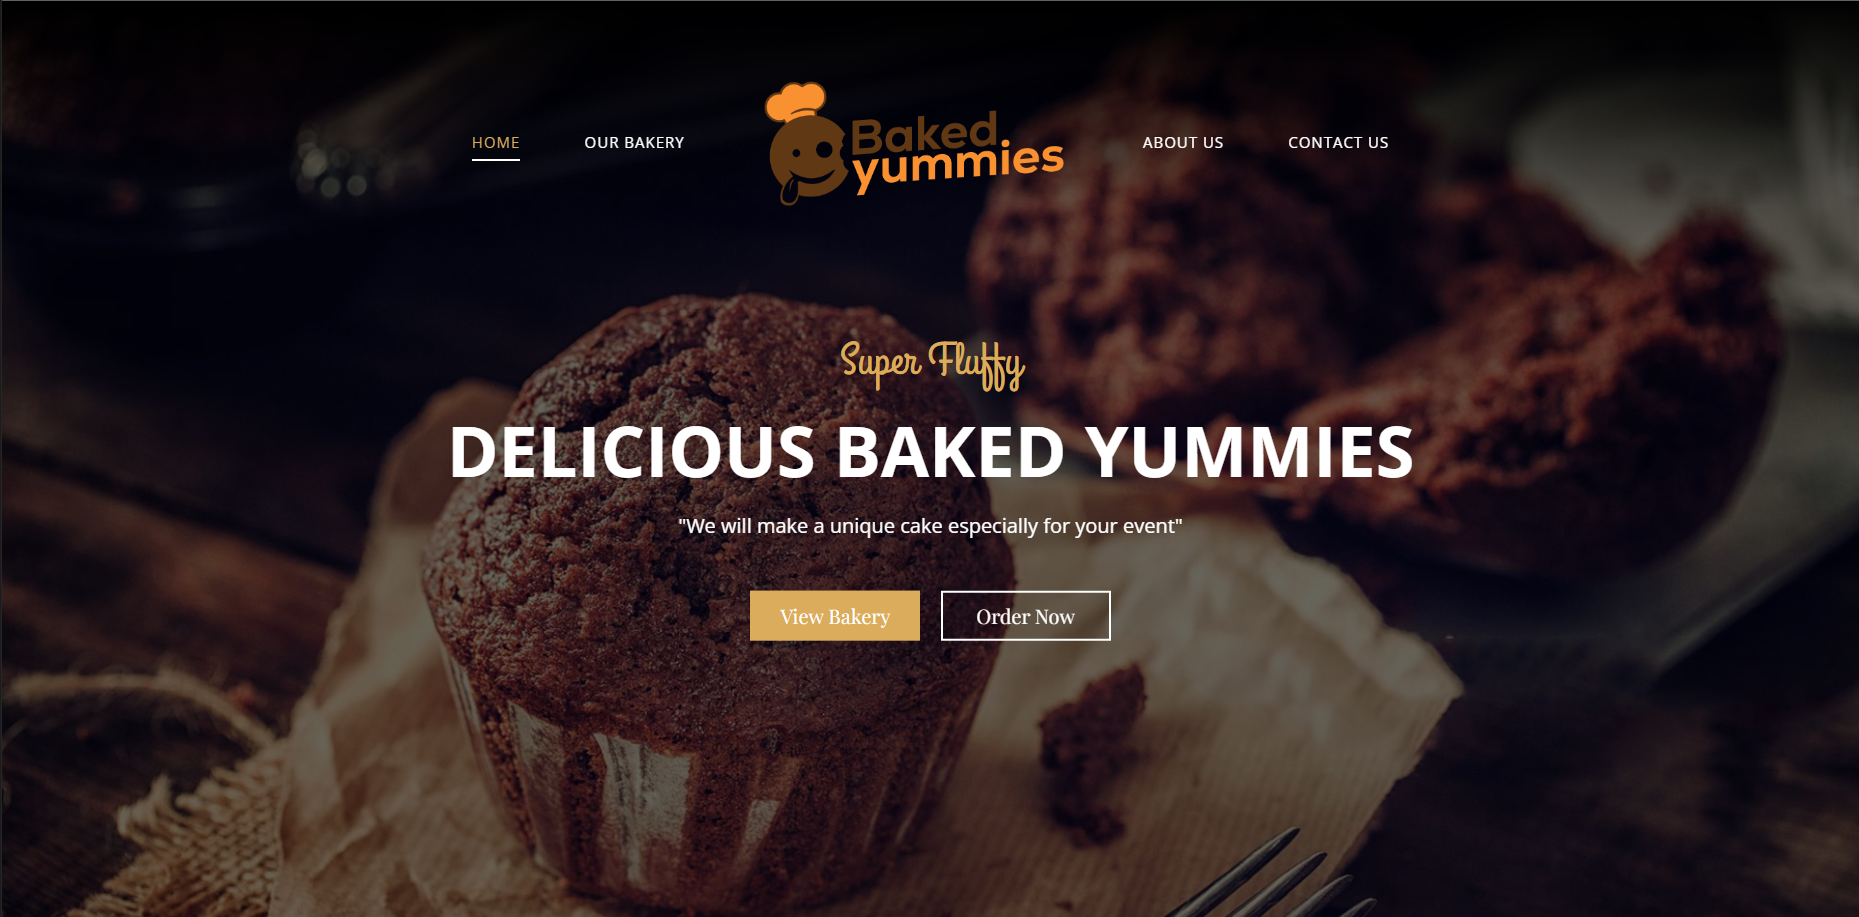 HOME
OUR BAKERY
Baked
yummies
ABOUT US
CONTACT US
Super Fluffy
DELICIOUS BAKED YUMMIES
"We will make a unique cake especially for your event"
View Bakery
Order Now